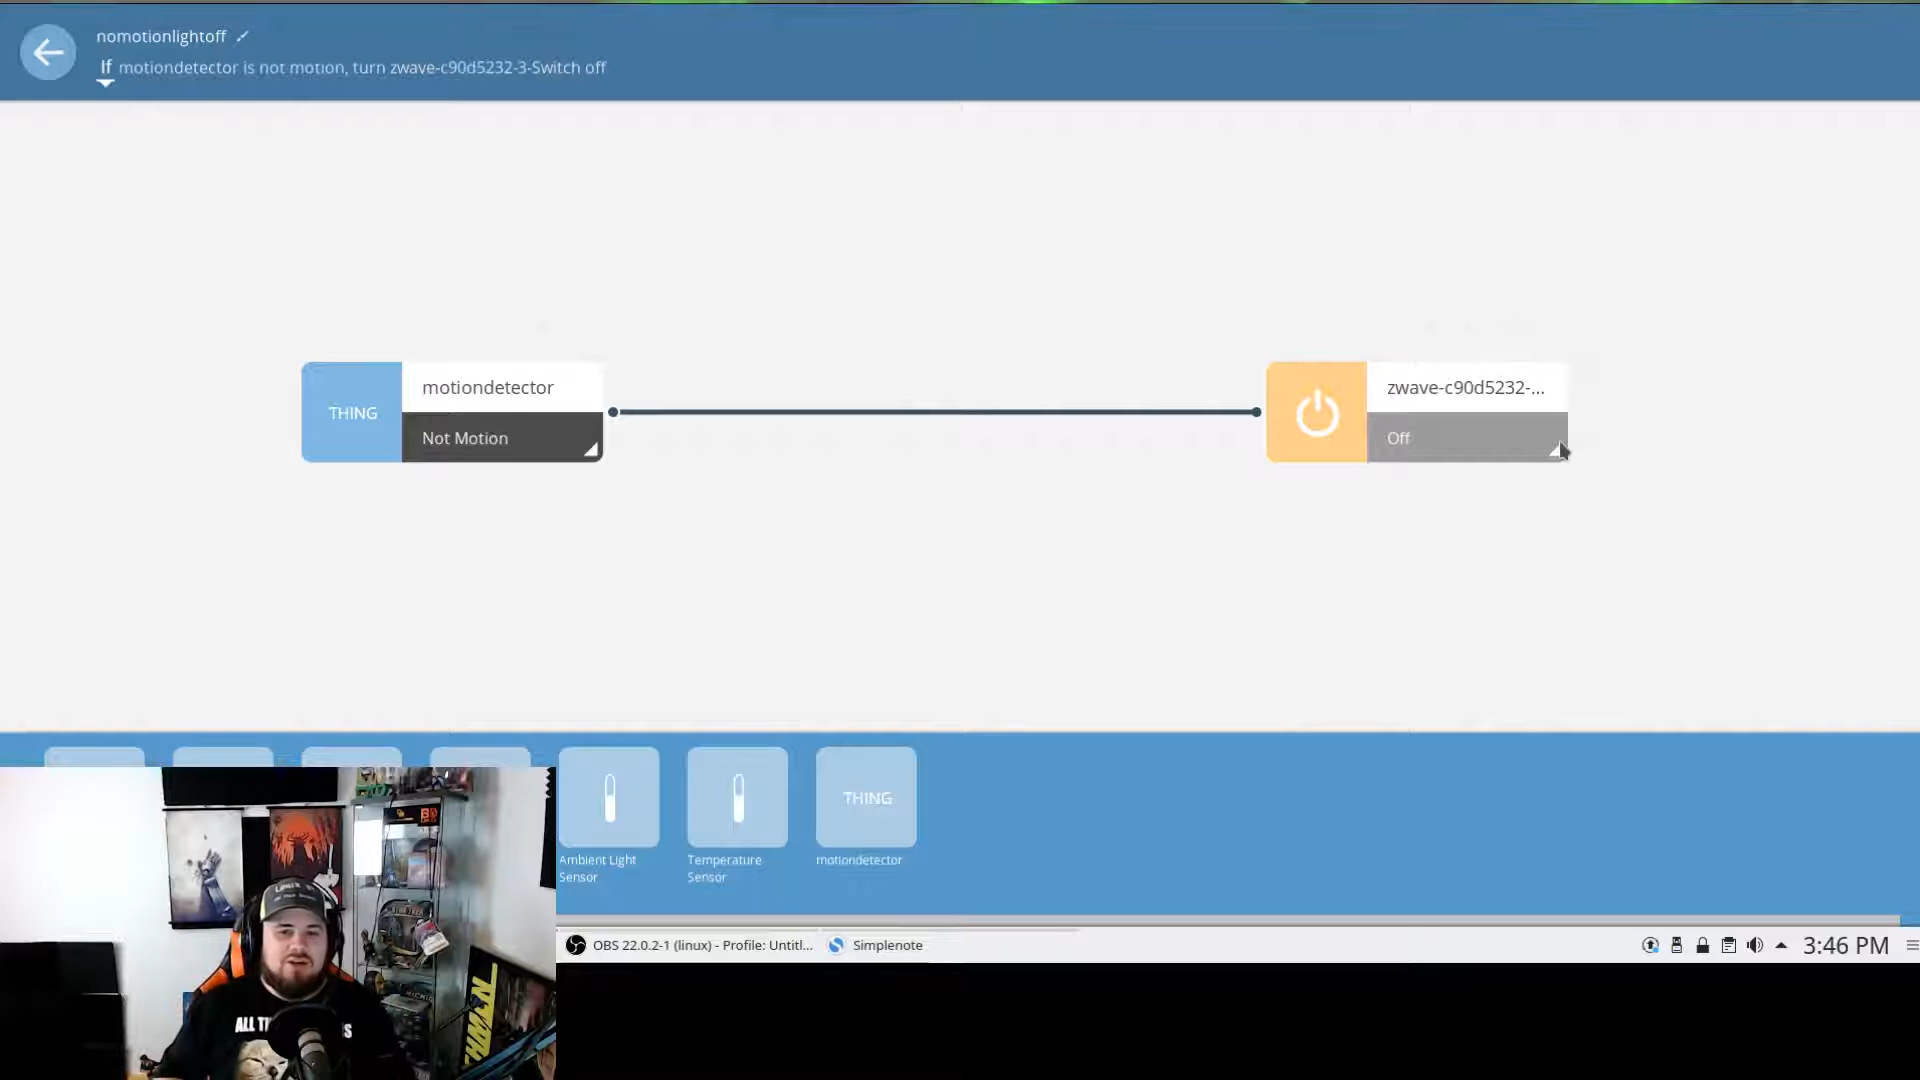 nomotionlightoff
If motiondetector is not motion, turn zwave-c90d5232-3-Switch off
THING
motiondetector
Not Motion
zwave-c90d5232-...
Off
Ambient Light
Sensor
Temperature
Sensor
THING
motiondetector
OBS 22.0.2-1 (linux) - Profile: Untitl...
Simplenote
3:46 PM